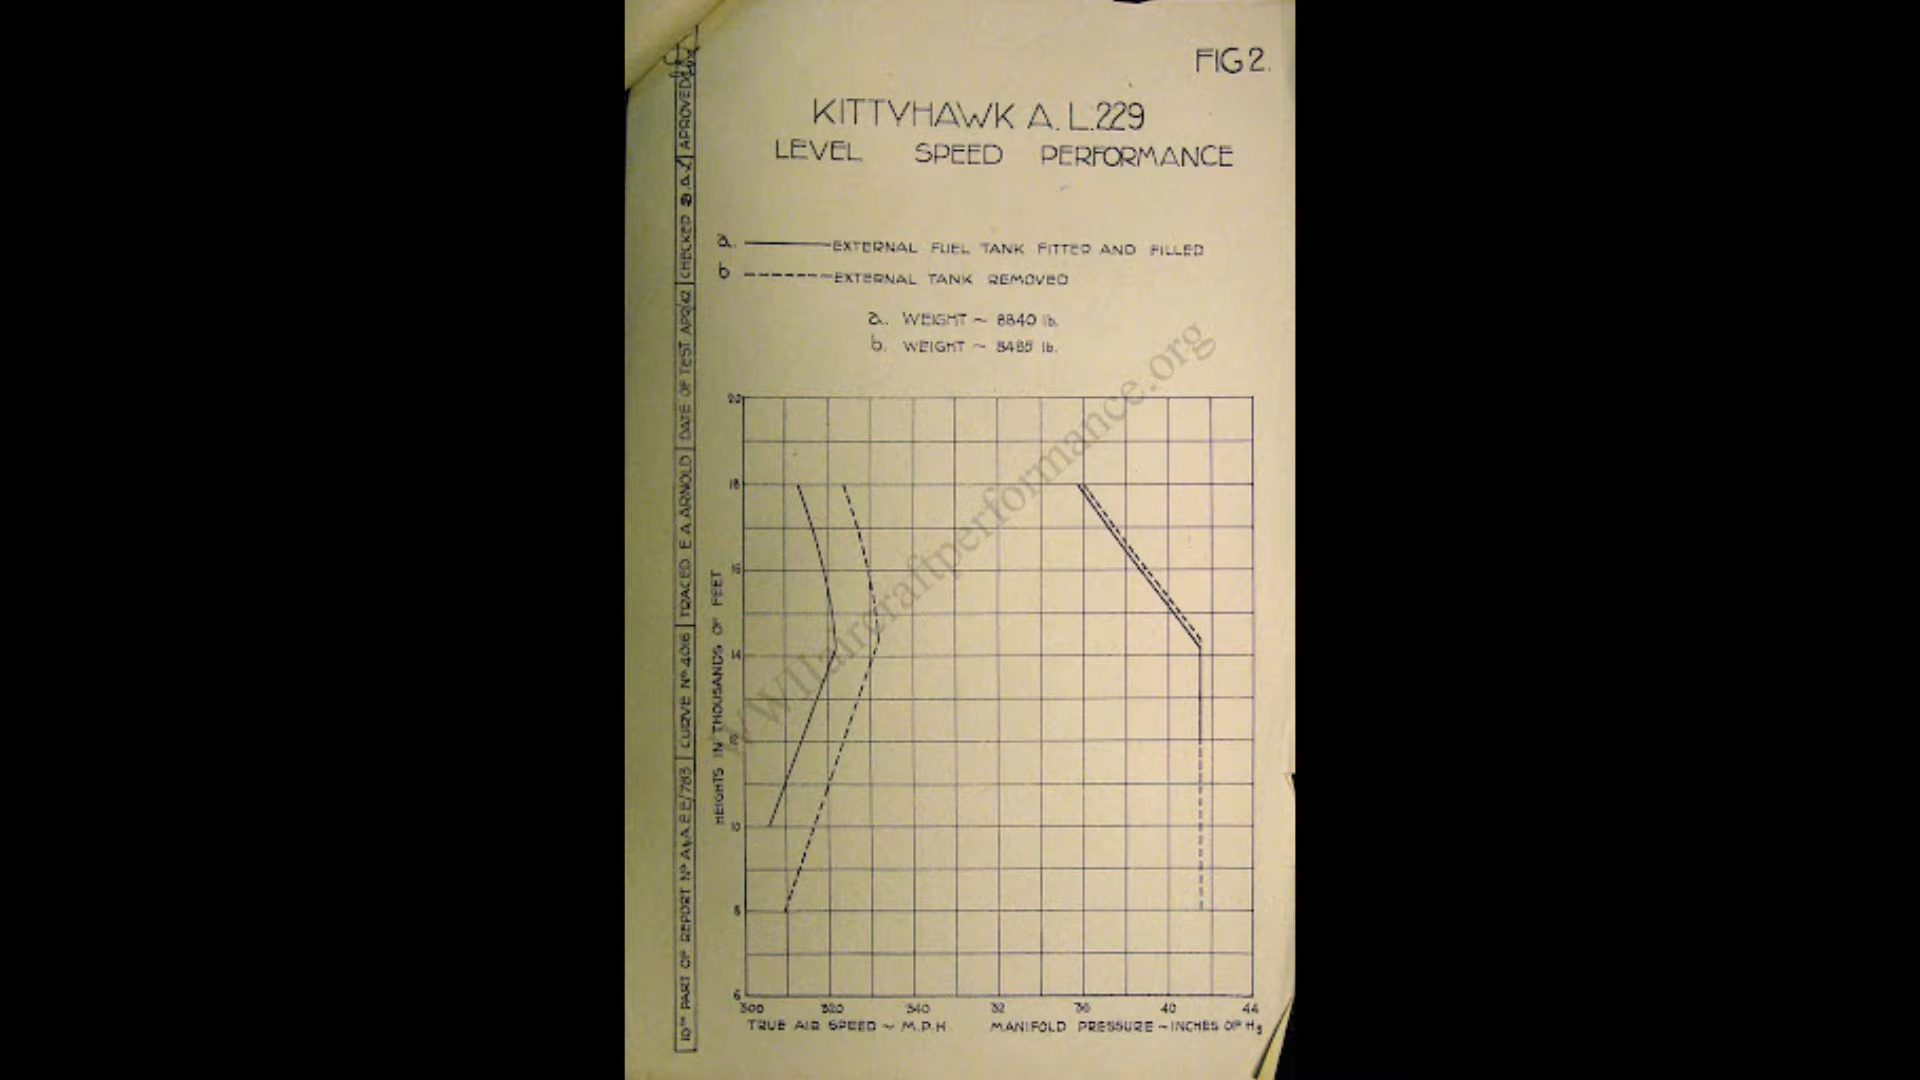 FIG 2.
KITTYHAWK A. L.229
LEVEL SPEED PERFORMANCE
a. EXTERNAL FUEL TANK FITTED AND FILLED
b EXTERNAL TANK REMOVED
a. WEIGHT ~ 8840 lb.
b. WEIGHT ~ 8485 lb.
20
18
16
14
12
10
8
6
HEIGHTS IN THOUSANDS OF FEET
300 320 340 32 36 40 44
TRUE AIR SPEED ~ M.P.H. MANIFOLD PRESSURE ~ INCHES OF Hg
10TH PART OF REPORT Nº A.&A.E.E/783 CURVE Nº 4016 TRACED E.A.ARNOLD DATE OF TEST APR/42 CHECKED APROVED
WWIIaircraftperformance.org